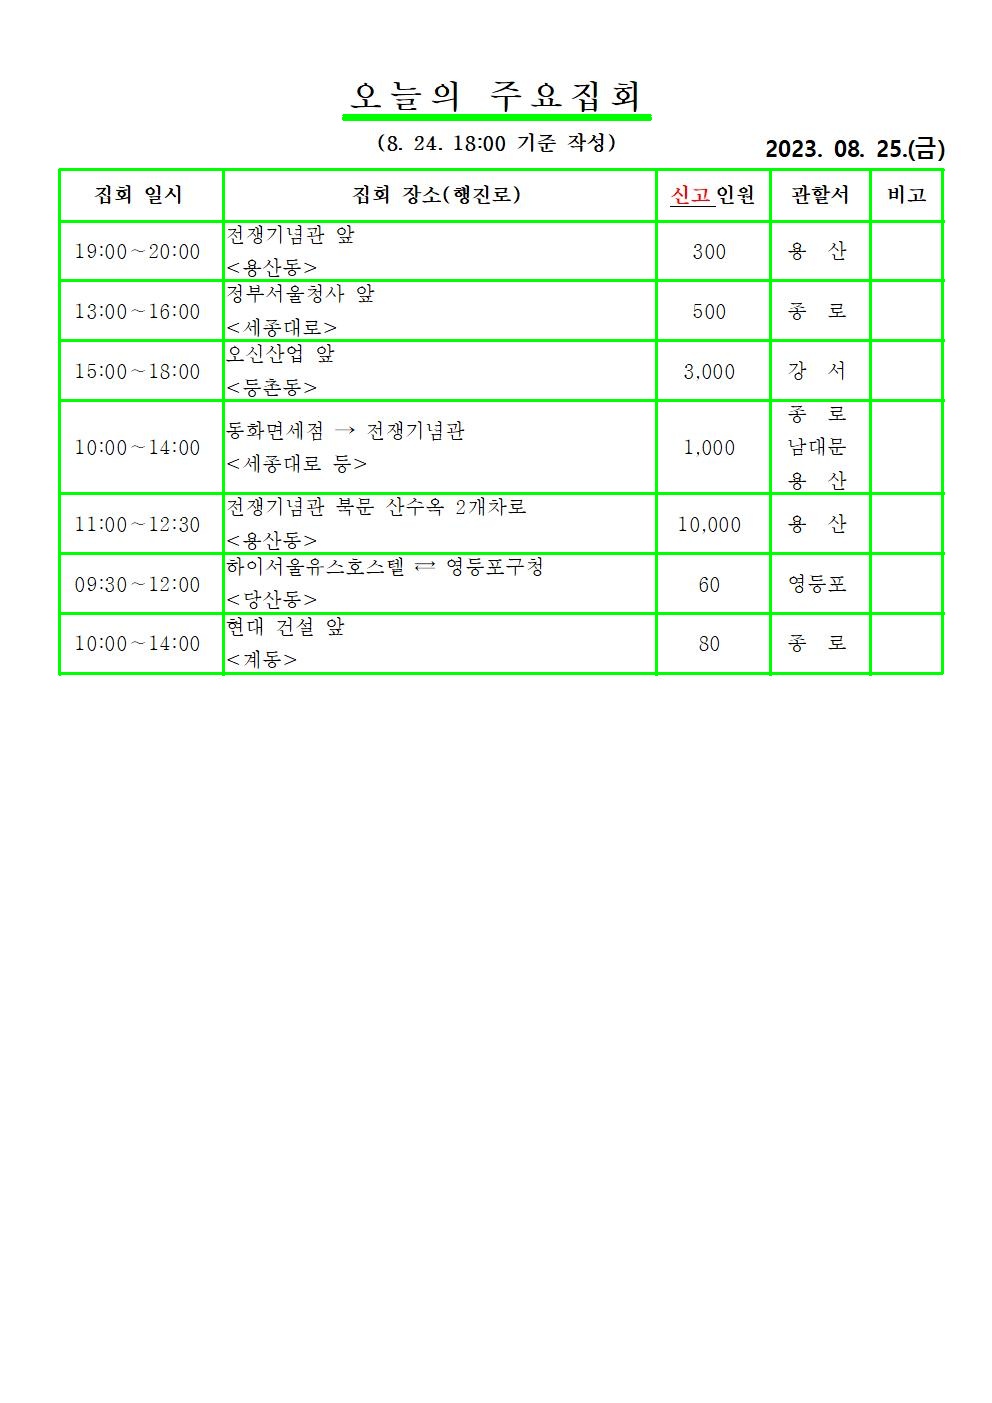 오늘의 주요집회
(8. 24. 18:00 기준 작성)
2023. 08. 25.(금)
집회 일시 집회 장소(행진로) 신고인원 관할서 비고
19:00~20:00 전쟁기념관 앞 300 용 산
<용산동>
13:00~16:00 정부서울청사 앞 500 종 로
<세종대로>
15:00~18:00 오신산업 앞 3,000 강 서
<등촌동>
10:00~14:00 동화면세점 → 전쟁기념관 1,000 종 로
<세종대로 등> 남대문
용 산
11:00~12:30 전쟁기념관 북문 산수옥 2개차로 10,000 용 산
<용산동>
09:30~12:00 하이서울유스호스텔 ⇄ 영등포구청 60 영등포
<당산동>
10:00~14:00 현대 건설 앞 80 종 로
<계동>